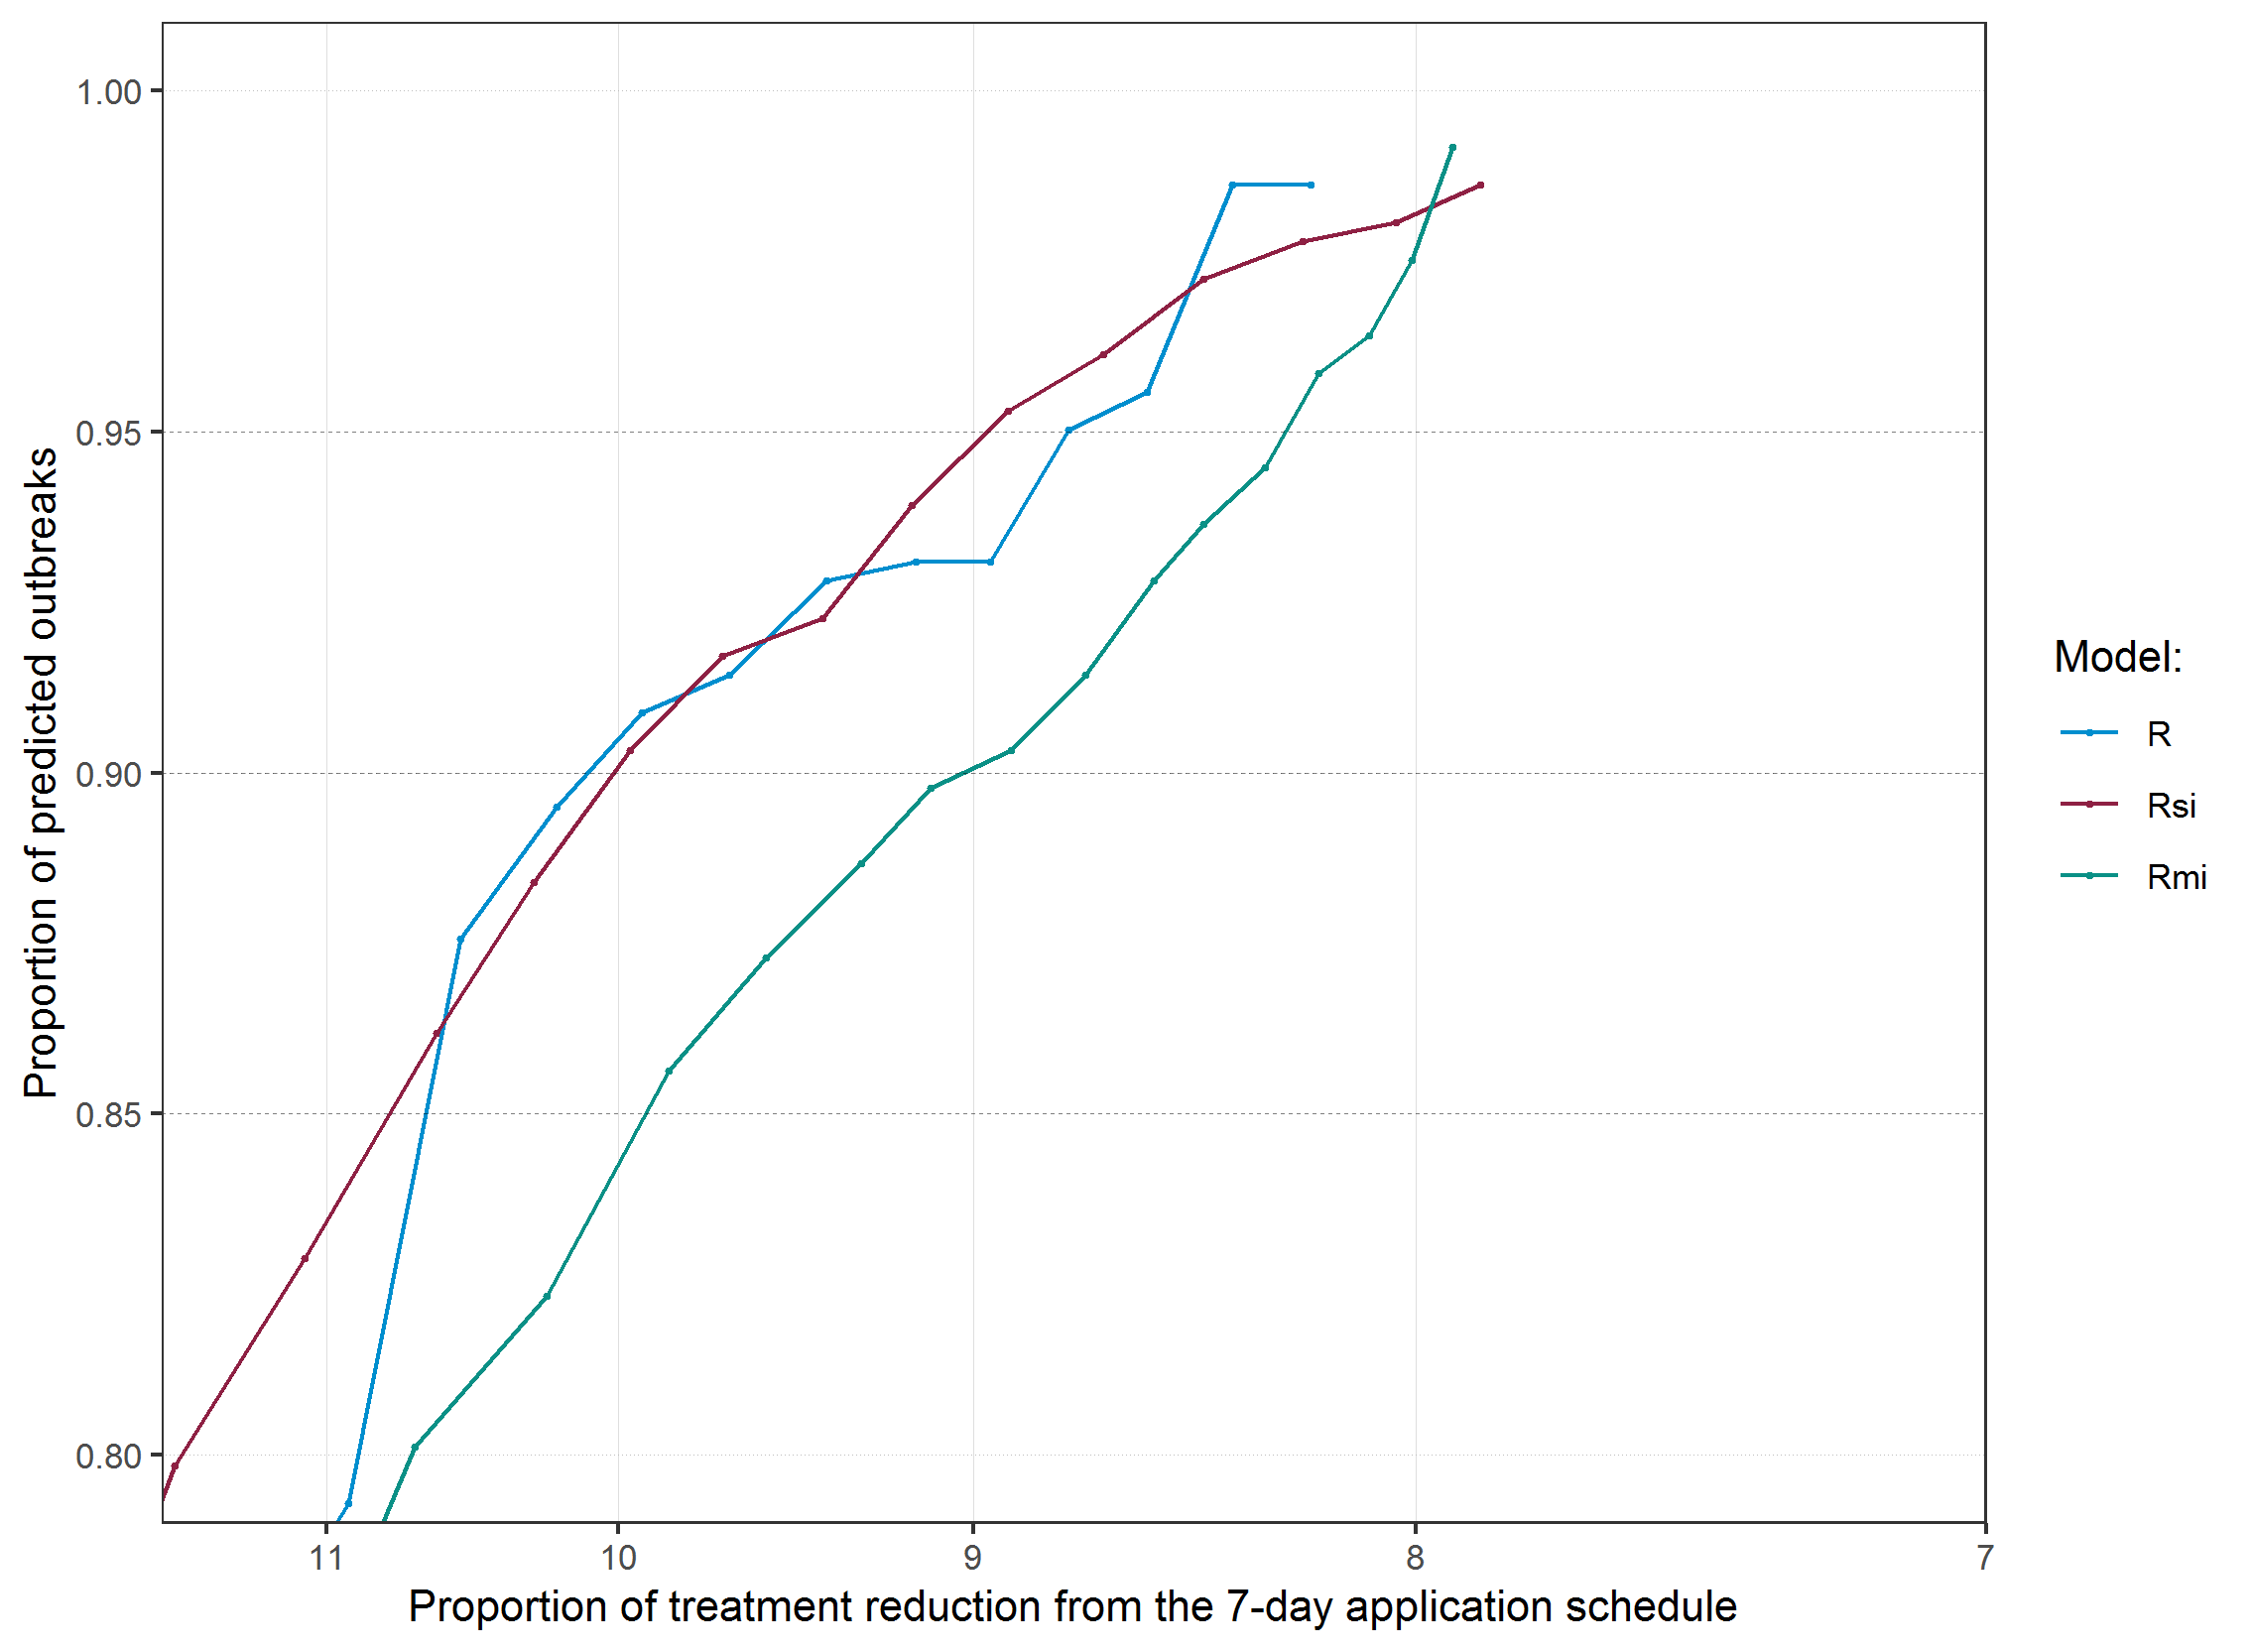 Proportion of predicted outbreaks
1.00
0.95
0.90
0.85
0.80
11 10 9 8 7
Proportion of treatment reduction from the 7-day application schedule
Model:
R
Rsi
Rmi